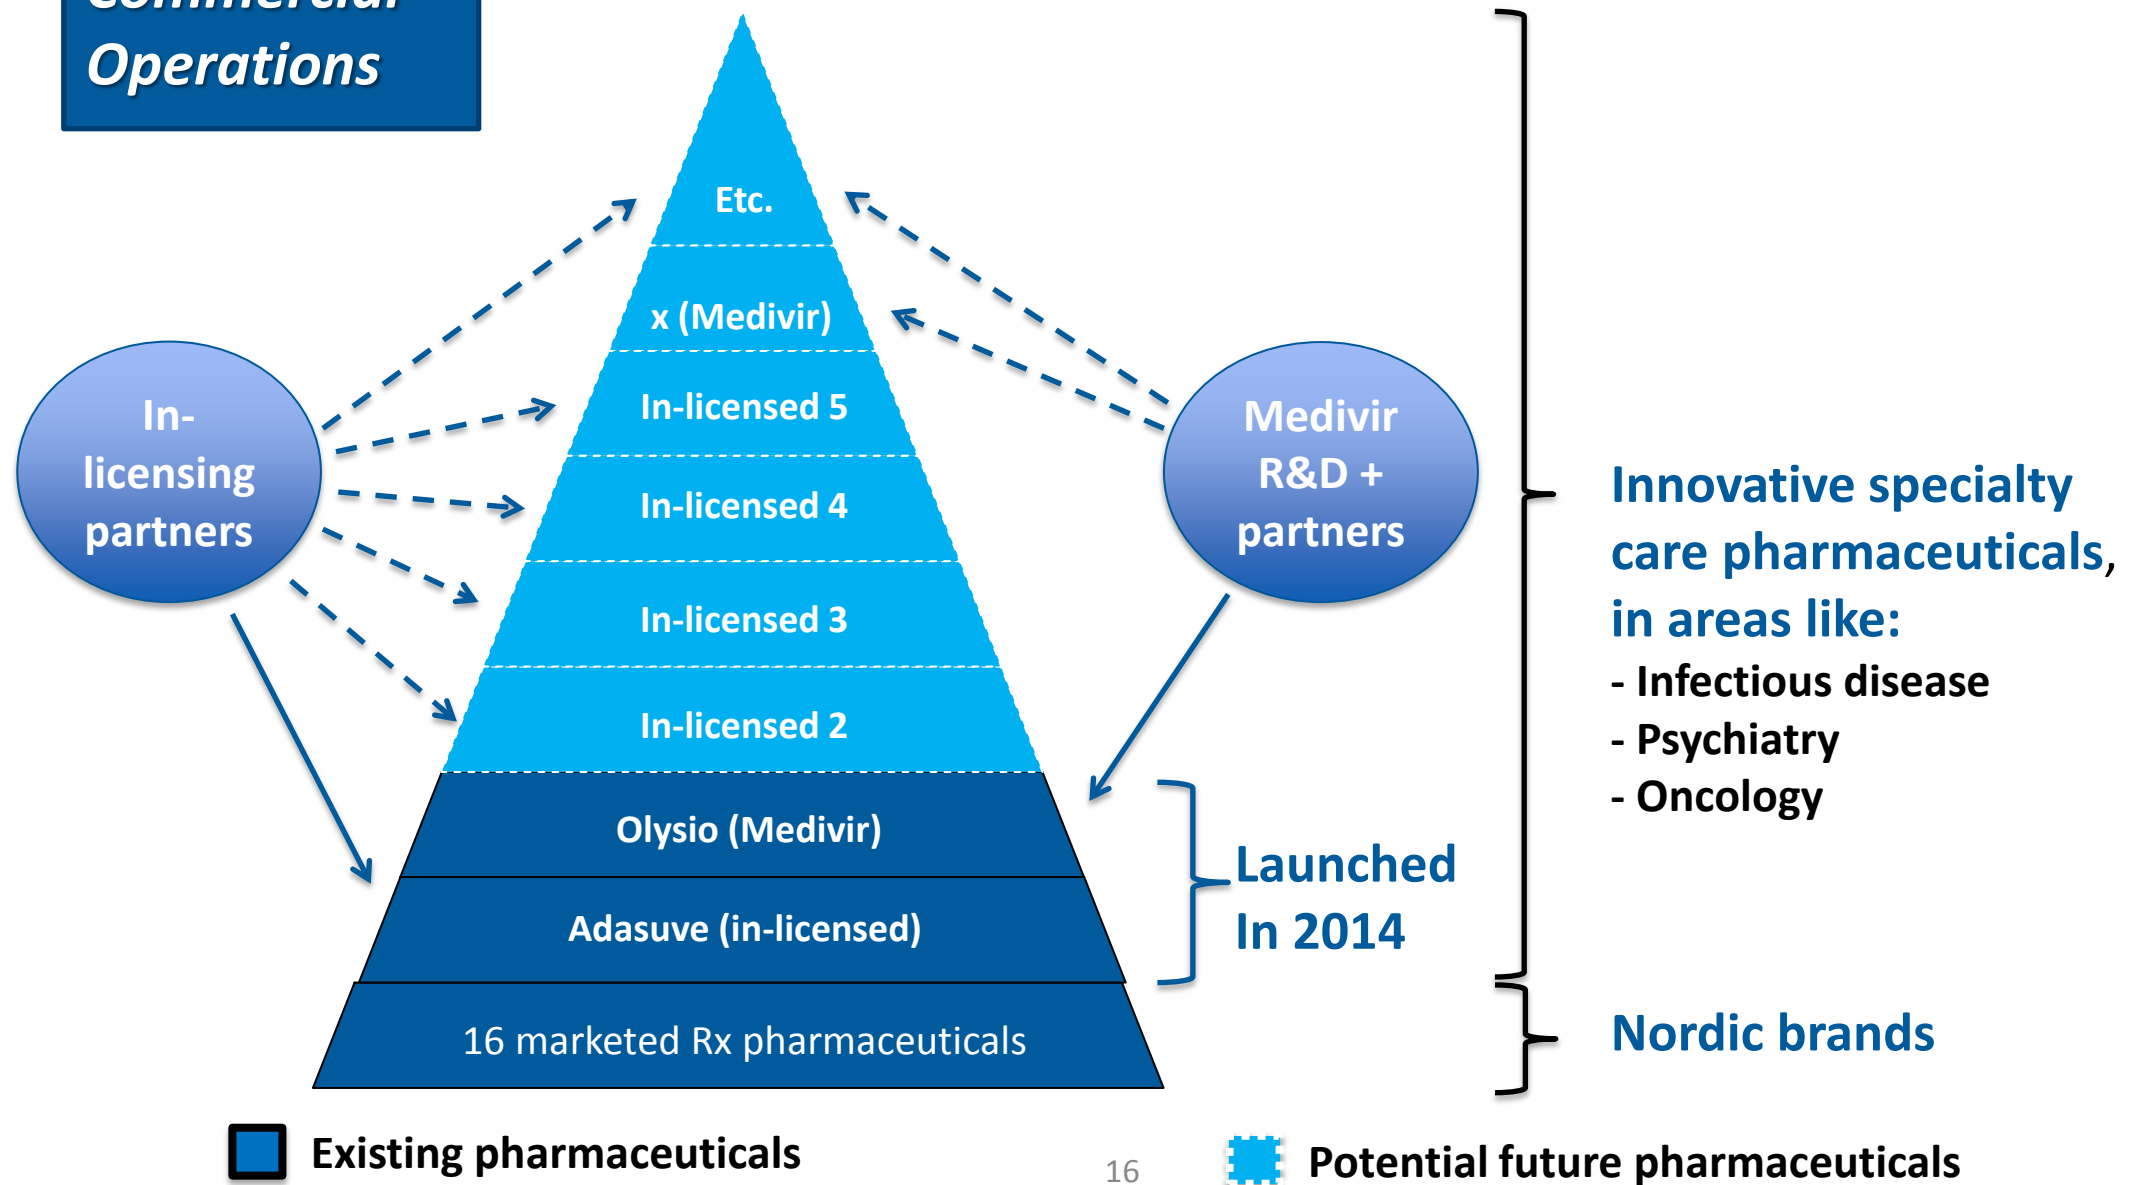 Commercial
Operations
Etc.
x (Medivir)
In-licensed 5
In-licensed 4
In-licensed 3
In-licensed 2
Olysio (Medivir)
Adasuve (in-licensed)
16 marketed Rx pharmaceuticals
In-
licensing
partners
Medivir
R&D +
partners
Launched
In 2014
Innovative specialty
care pharmaceuticals,
in areas like:
- Infectious disease
- Psychiatry
- Oncology
Nordic brands
Existing pharmaceuticals
16
Potential future pharmaceuticals